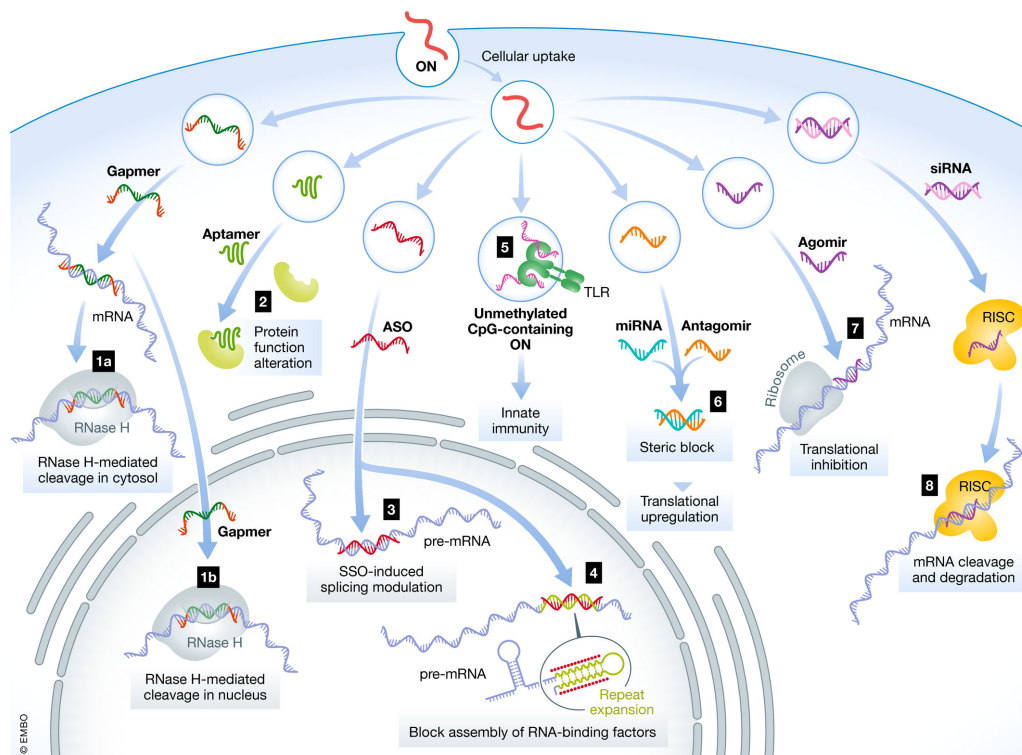 ON
Cellular uptake
Gapmer
mRNA
1a
RNase H
RNase H-mediated
cleavage in cytosol
Gapmer
1b
RNase H
RNase H-mediated
cleavage in nucleus
Aptamer
2
Protein
function
alteration
ASO
3
pre-mRNA
SSO-induced
splicing modulation
4
pre-mRNA
Repeat
expansion
Block assembly of RNA-binding factors
5
TLR
Unmethylated
CpG-containing
ON
Innate
immunity
miRNA
Antagomir
6
Steric block
Translational
upregulation
Agomir
7
mRNA
Ribosome
Translational
inhibition
siRNA
RISC
8
RISC
mRNA cleavage
and degradation
© EMBO